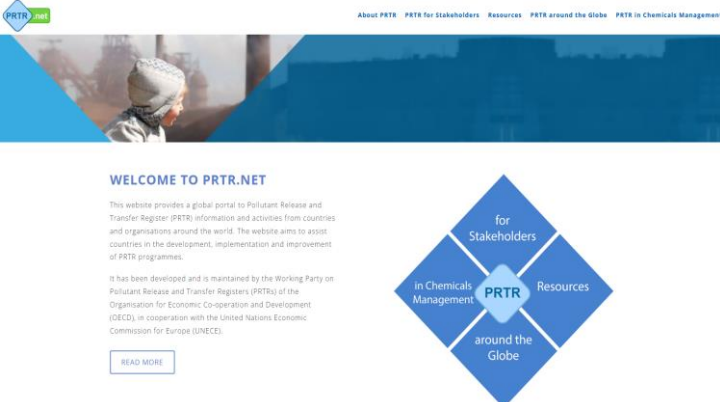 PRTR.net
About PRTR PRTR for Stakeholders Resources PRTR around the Globe PRTR in Chemicals Management
WELCOME TO PRTR.NET
This website provides a global portal to Pollutant Release and
Transfer Register (PRTR) information and activities from countries
and organisations around the world. The website aims to assist
countries in the development, implementation and improvement
of PRTR programmes.
It has been developed and is maintained by the Working Party on
Pollutant Release and Transfer Registers (PRTRs) of the
Organisation for Economic Co-operation and Development
(OECD), in cooperation with the United Nations Economic
Commission for Europe (UNECE).
READ MORE
for
Stakeholders
in Chemicals
Management
PRTR
Resources
around the
Globe